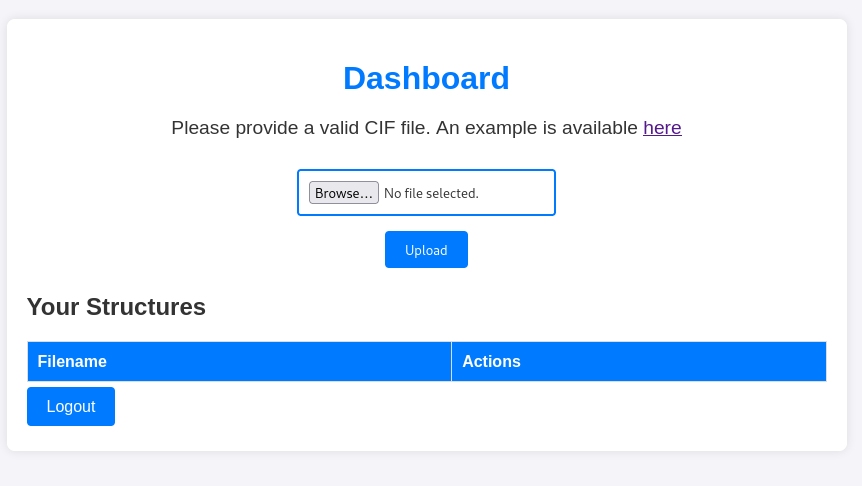 Dashboard
Please provide a valid CIF file. An example is available here
Browse... No file selected.
Upload
Your Structures
Filename Actions
Logout